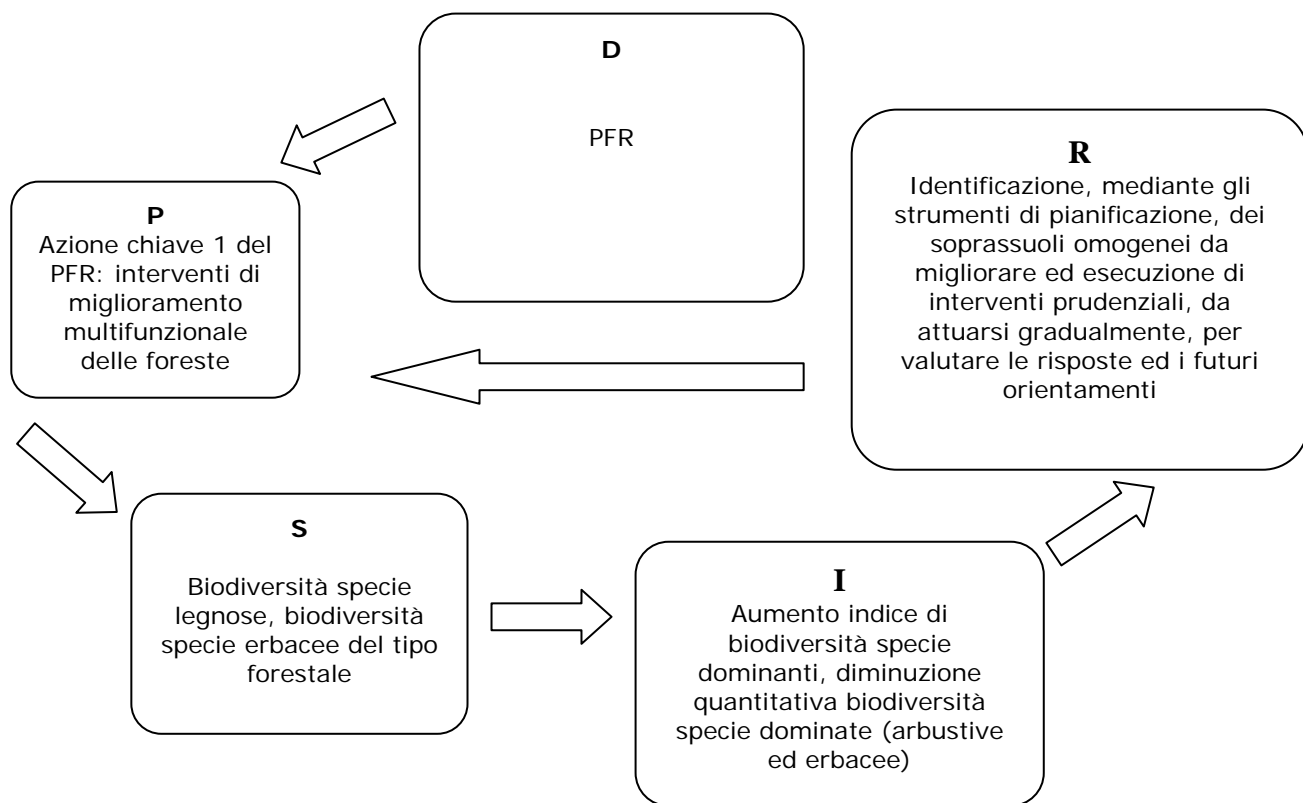 D
PFR
P
Azione chiave 1 del
PFR: interventi di
miglioramento
multifunzionale
delle foreste
S
Biodiversità specie
legnose, biodiversità
specie erbacee del tipo
forestale
I
Aumento indice di
biodiversità specie
dominanti, diminuzione
quantitativa biodiversità
specie dominate (arbustive
ed erbacee)
R
Identificazione, mediante gli
strumenti di pianificazione, dei
soprassuoli omogenei da
migliorare ed esecuzione di
interventi prudenziali, da
attuarsi gradualmente, per
valutare le risposte ed i futuri
orientamenti